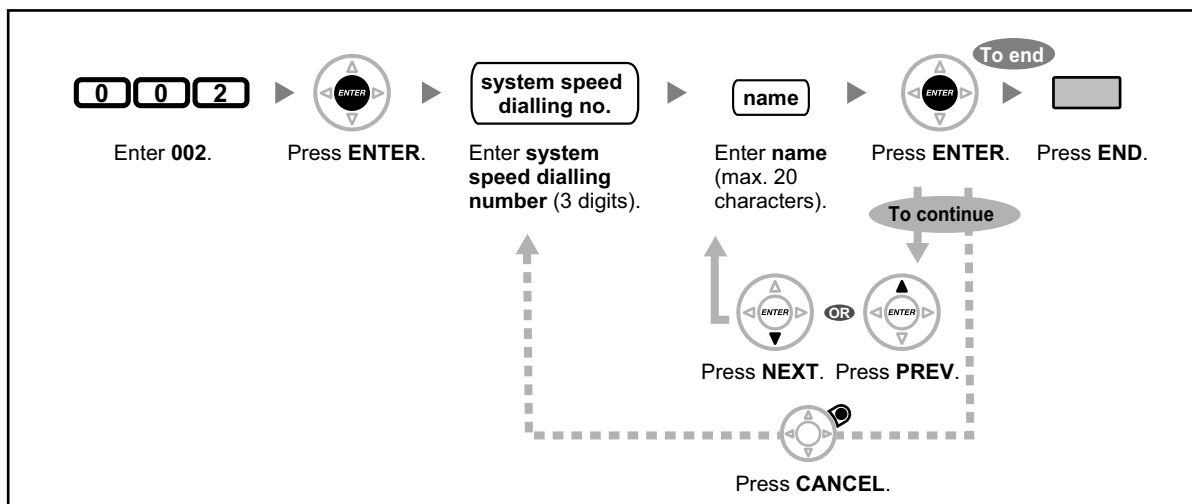 To end
0 0 2
ENTER
system speed
dialling no.
name
ENTER
Enter 002.
Press ENTER.
Enter system
speed dialling
number (3 digits).
Enter name
(max. 20
characters).
Press ENTER.
Press END.
To continue
ENTER
OR
ENTER
Press NEXT.
Press PREV.
Press CANCEL.